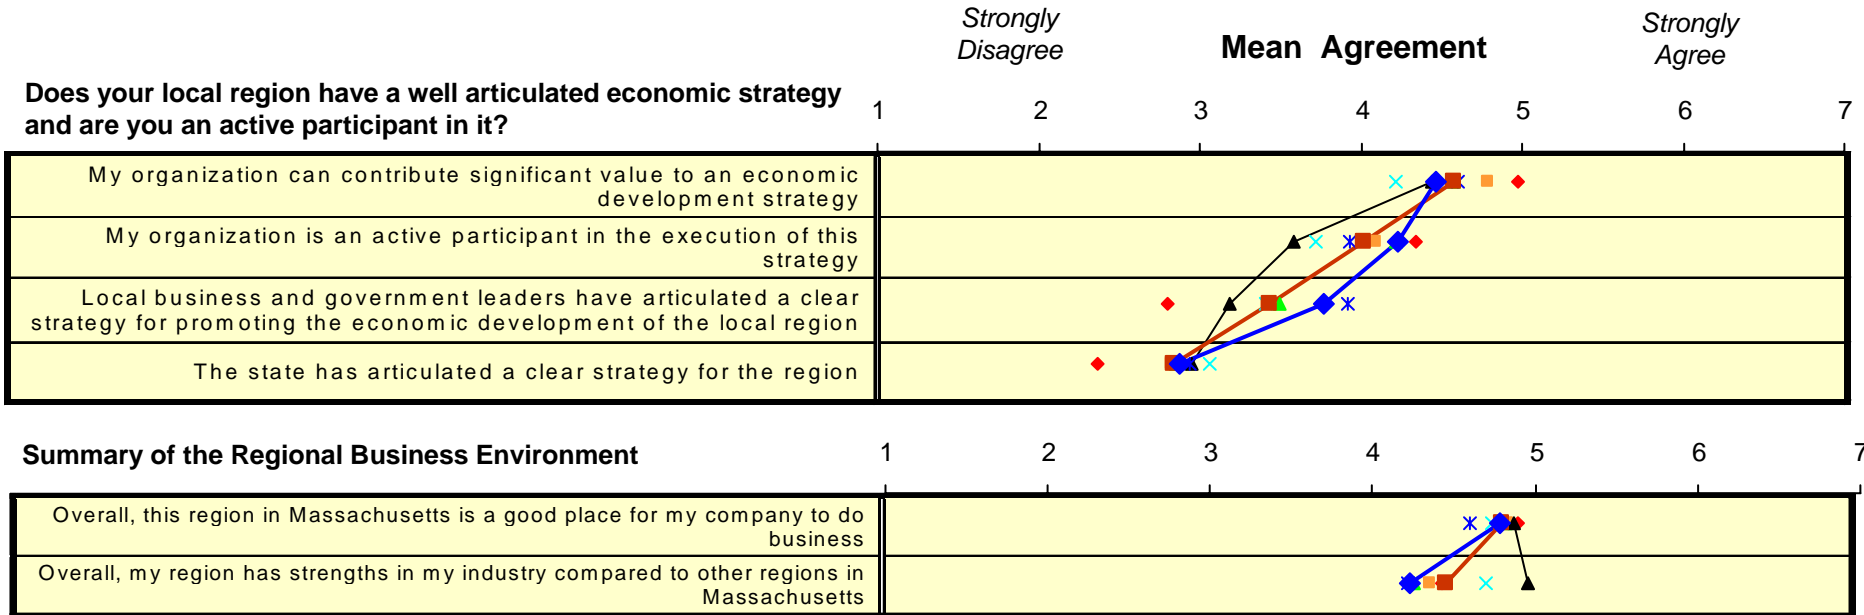 Strongly
Disagree
Mean Agreement
Strongly
Agree
Does your local region have a well articulated economic strategy
and are you an active participant in it?
1 2 3 4 5 6 7
My organization can contribute significant value to an economic
development strategy
My organization is an active participant in the execution of this
strategy
Local business and government leaders have articulated a clear
strategy for promoting the economic development of the local region
The state has articulated a clear strategy for the region
Summary of the Regional Business Environment
1 2 3 4 5 6 7
Overall, this region in Massachusetts is a good place for my company to do
business
Overall, my region has strengths in my industry compared to other regions in
Massachusetts